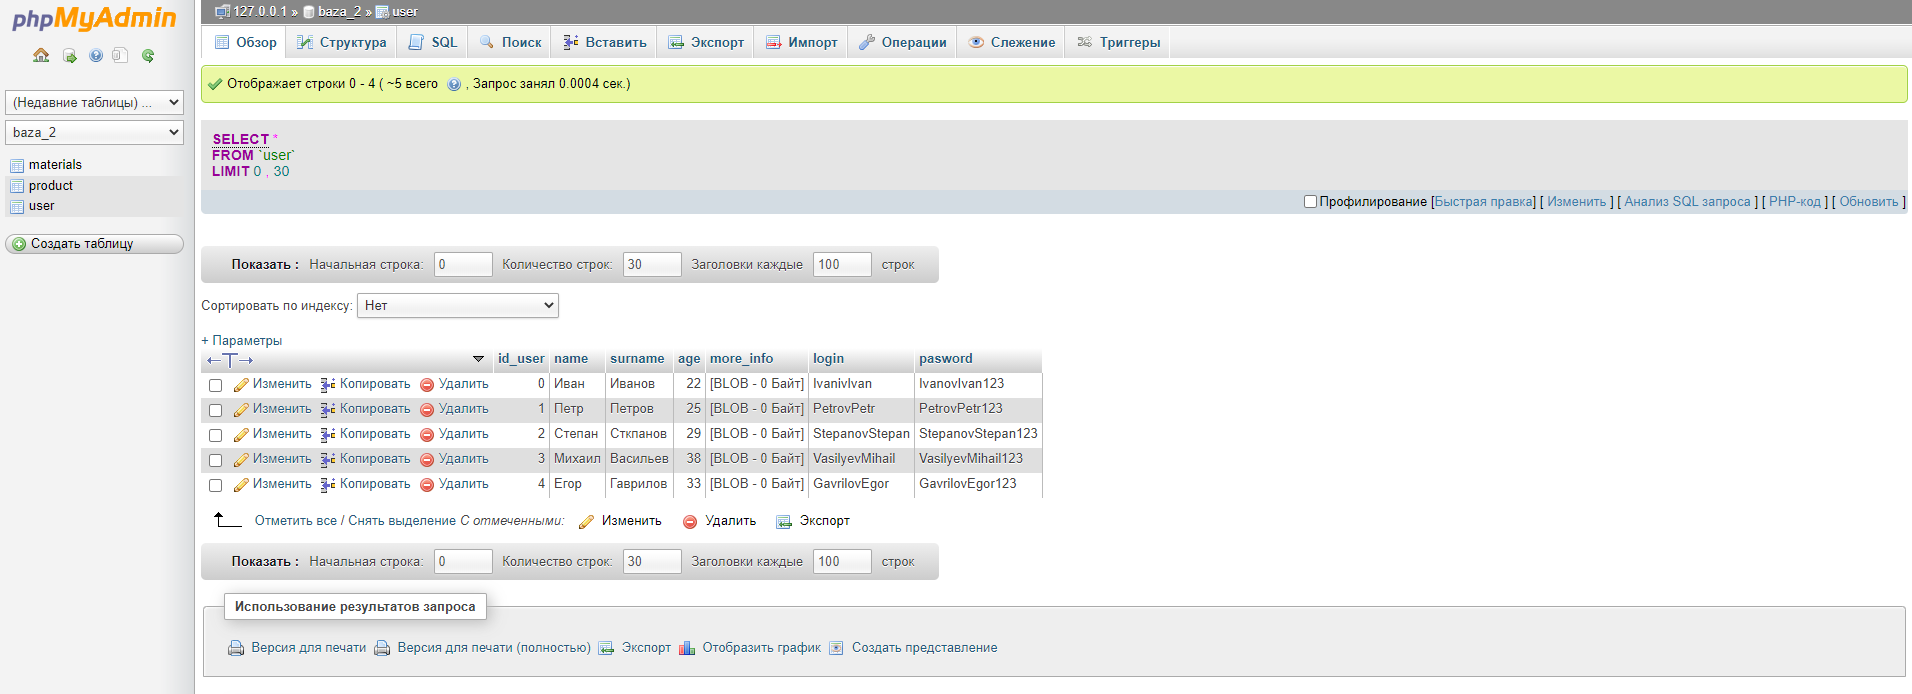 phpMyAdmin
(Недавние таблицы) ...
baza_2
materials
product
user
Создать таблицу
127.0.0.1 » baza_2 » user
Обзор Структура SQL Поиск Вставить Экспорт Импорт Операции Слежение Триггеры
Отображает строки 0 - 4 ( ~5 всего , Запрос занял 0.0004 сек.)
SELECT *
FROM `user`
LIMIT 0 , 30
Профилирование [Быстрая правка] [ Изменить ] [ Анализ SQL запроса ] [ PHP-код ] [ Обновить ]
Показать : Начальная строка: 0 Количество строк: 30 Заголовки каждые 100 строк
Сортировать по индексу: Нет
+ Параметры
←T→ id_user name surname age more_info login pasword
Изменить Копировать Удалить 0 Иван Иванов 22 [BLOB - 0 Байт] IvanivIvan IvanovIvan123
Изменить Копировать Удалить 1 Петр Петров 25 [BLOB - 0 Байт] PetrovPetr PetrovPetr123
Изменить Копировать Удалить 2 Степан Сткпанов 29 [BLOB - 0 Байт] StepanovStepan StepanovStepan123
Изменить Копировать Удалить 3 Михаил Васильев 38 [BLOB - 0 Байт] VasilyevMihail VasilyevMihail123
Изменить Копировать Удалить 4 Егор Гаврилов 33 [BLOB - 0 Байт] GavrilovEgor GavrilovEgor123
Отметить все / Снять выделение С отмеченными: Изменить Удалить Экспорт
Показать : Начальная строка: 0 Количество строк: 30 Заголовки каждые 100 строк
Использование результатов запроса
Версия для печати Версия для печати (полностью) Экспорт Отобразить график Создать представление